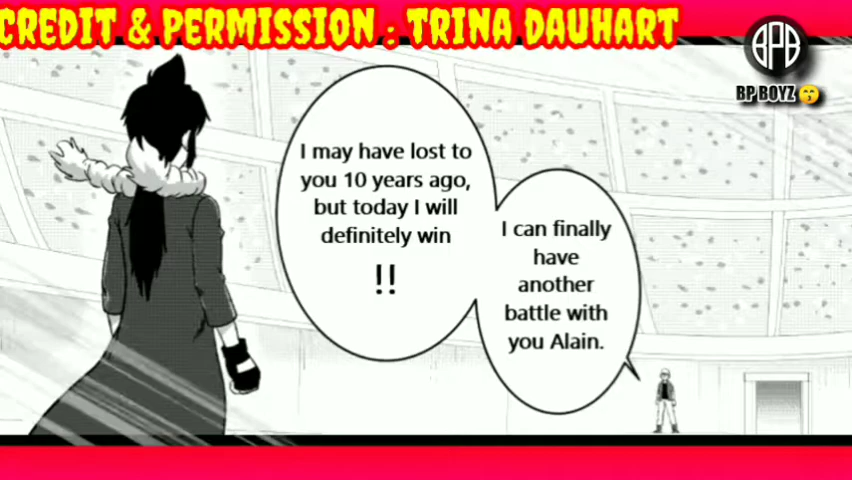 CREDIT & PERMISSION : TRINA DAUHART
BPB
BP BOYZ
I may have lost to
you 10 years ago,
but today I will
definitely win
!!
I can finally
have
another
battle with
you Alain.